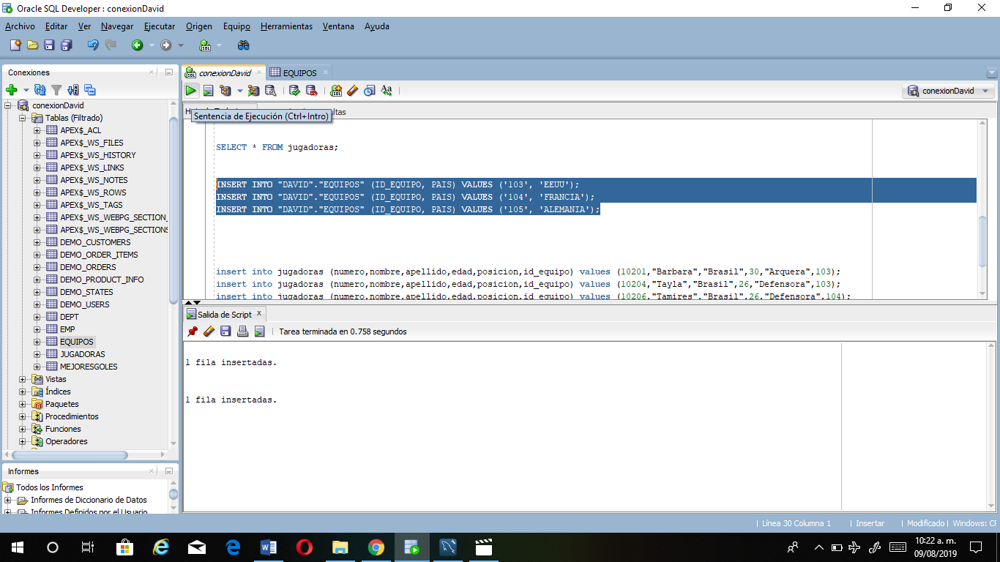 Oracle SQL Developer : conexionDavid
Archivo Editar Ver Navegar Ejecutar Origen Equipo Herramientas Ventana Ayuda
Conexiones
conexionDavid
Tablas (Filtrado)
APEX$_ACL
APEX$_WS_FILES
APEX$_WS_HISTORY
APEX$_WS_LINKS
APEX$_WS_NOTES
APEX$_WS_ROWS
APEX$_WS_TAGS
APEX$_WS_WEBPG_SECTION_
APEX$_WS_WEBPG_SECTIONS
DEMO_CUSTOMERS
DEMO_ORDER_ITEMS
DEMO_ORDERS
DEMO_PRODUCT_INFO
DEMO_STATES
DEMO_USERS
DEPT
EMP
EQUIPOS
JUGADORAS
MEJORESGOLES
Vistas
Índices
Paquetes
Procedimientos
Funciones
Operadores
Informes
Todos los Informes
Informes de Diccionario de Datos
Informes Definidos por el Usuario
conexionDavid EQUIPOS
conexionDavid
Sentencia de Ejecución (Ctrl+Intro)
SELECT * FROM jugadoras;
INSERT INTO "DAVID"."EQUIPOS" (ID_EQUIPO, PAIS) VALUES ('103', 'EEUU');
INSERT INTO "DAVID"."EQUIPOS" (ID_EQUIPO, PAIS) VALUES ('104', 'FRANCIA');
INSERT INTO "DAVID"."EQUIPOS" (ID_EQUIPO, PAIS) VALUES ('105', 'ALEMANIA');
insert into jugadoras (numero,nombre,apellido,edad,posicion,id_equipo) values (10201,"Barbara","Brasil",30,"Arquera",103);
insert into jugadoras (numero,nombre,apellido,edad,posicion,id_equipo) values (10204,"Tayla","Brasil",26,"Defensora",103);
insert into jugadoras (numero,nombre,apellido,edad,posicion,id_equipo) values (10206,"Tamires","Brasil",26,"Defensora",104);
Salida de Script
Tarea terminada en 0.758 segundos
1 fila insertadas.
1 fila insertadas.
Línea 30 Columna 1 Insertar Modificado Windows: CF
10:22 a. m.
09/08/2019